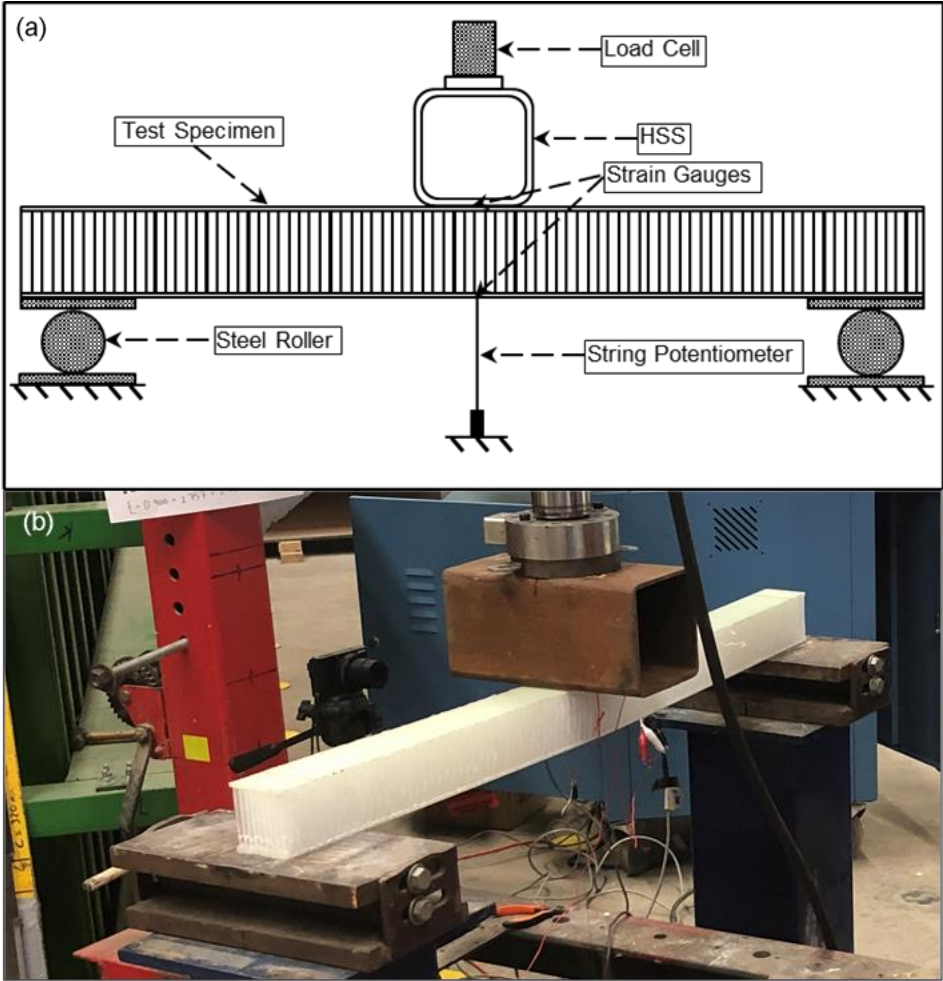 (a)
Load Cell
Test Specimen
HSS
Strain Gauges
Steel Roller
String Potentiometer
(b)